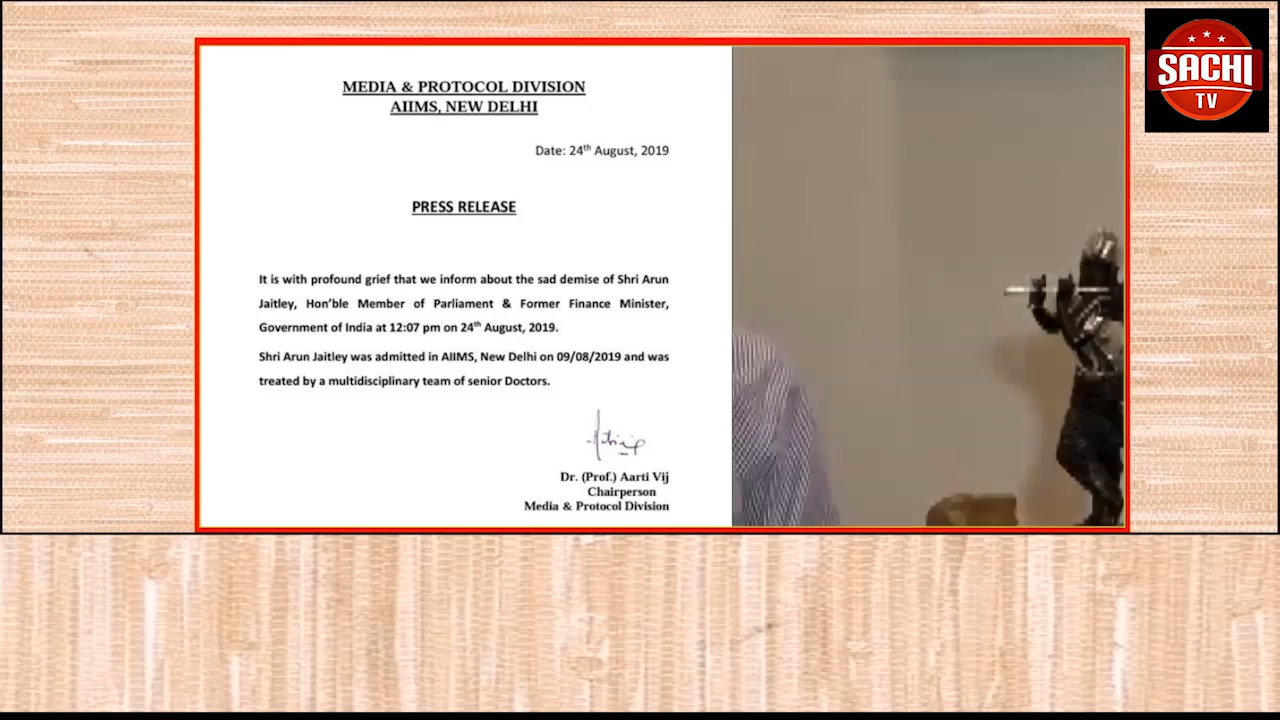 MEDIA & PROTOCOL DIVISION
AIIMS, NEW DELHI
Date: 24th August, 2019
PRESS RELEASE
It is with profound grief that we inform about the sad demise of Shri Arun
Jaitley, Hon'ble Member of Parliament & Former Finance Minister,
Government of India at 12:07 pm on 24th August, 2019.
Shri Arun Jaitley was admitted in AIIMS, New Delhi on 09/08/2019 and was
treated by a multidisciplinary team of senior Doctors.
Dr. (Prof.) Aarti Vij
Chairperson
Media & Protocol Division
SACHI
TV